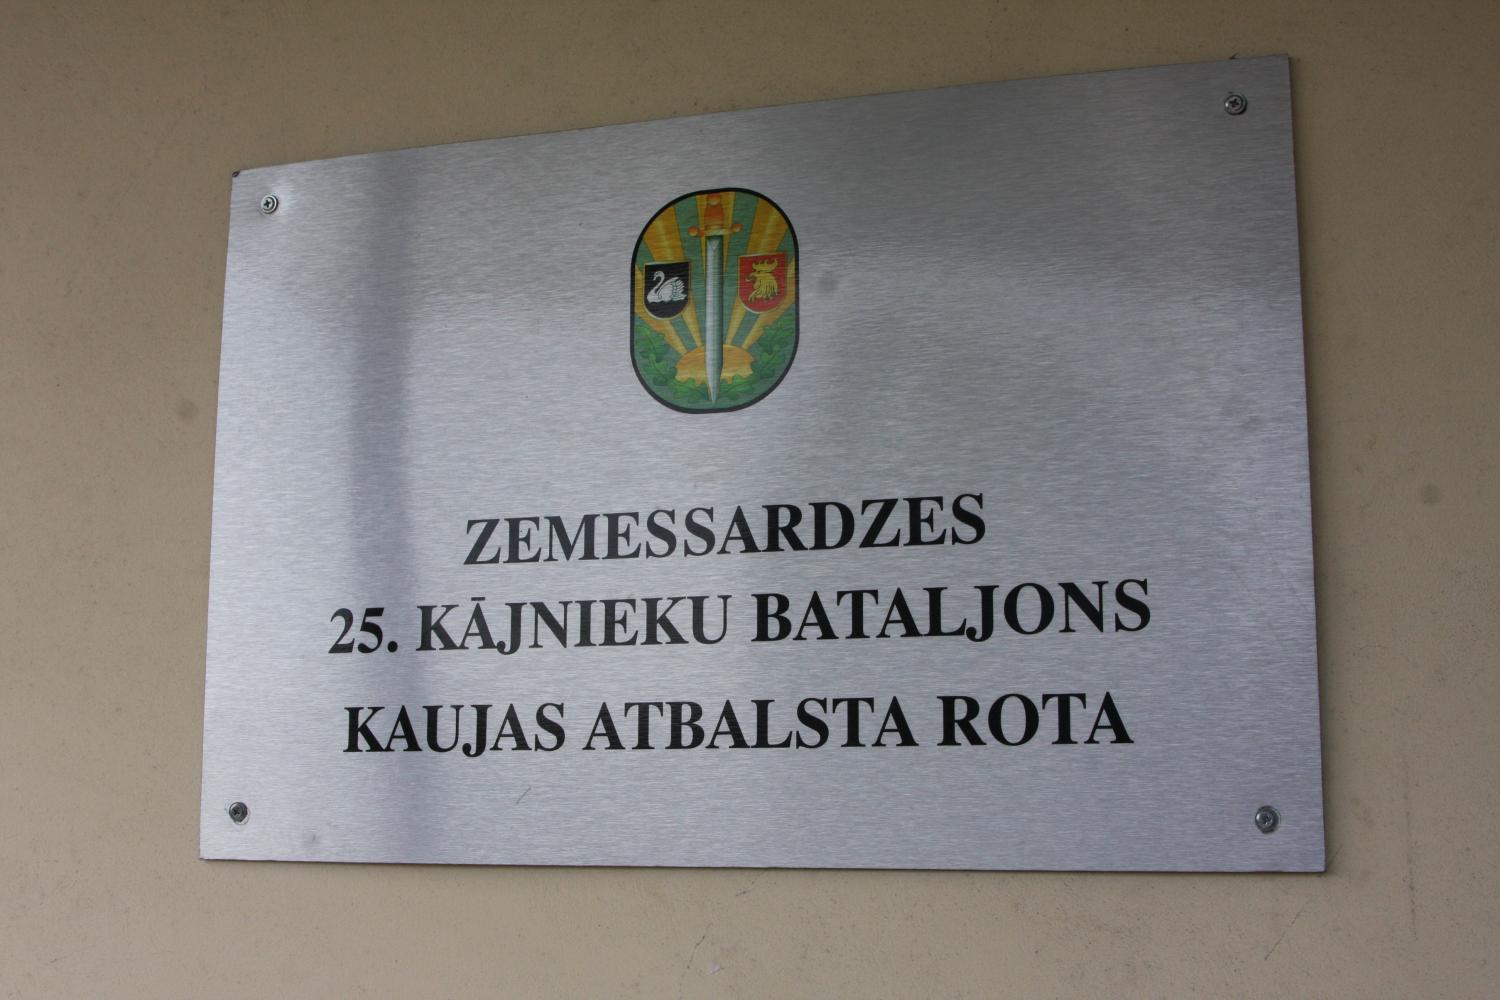 ZEMESSARDZES
25. KĀJNIEKU BATALJONS
KAUJAS ATBALSTA ROTA